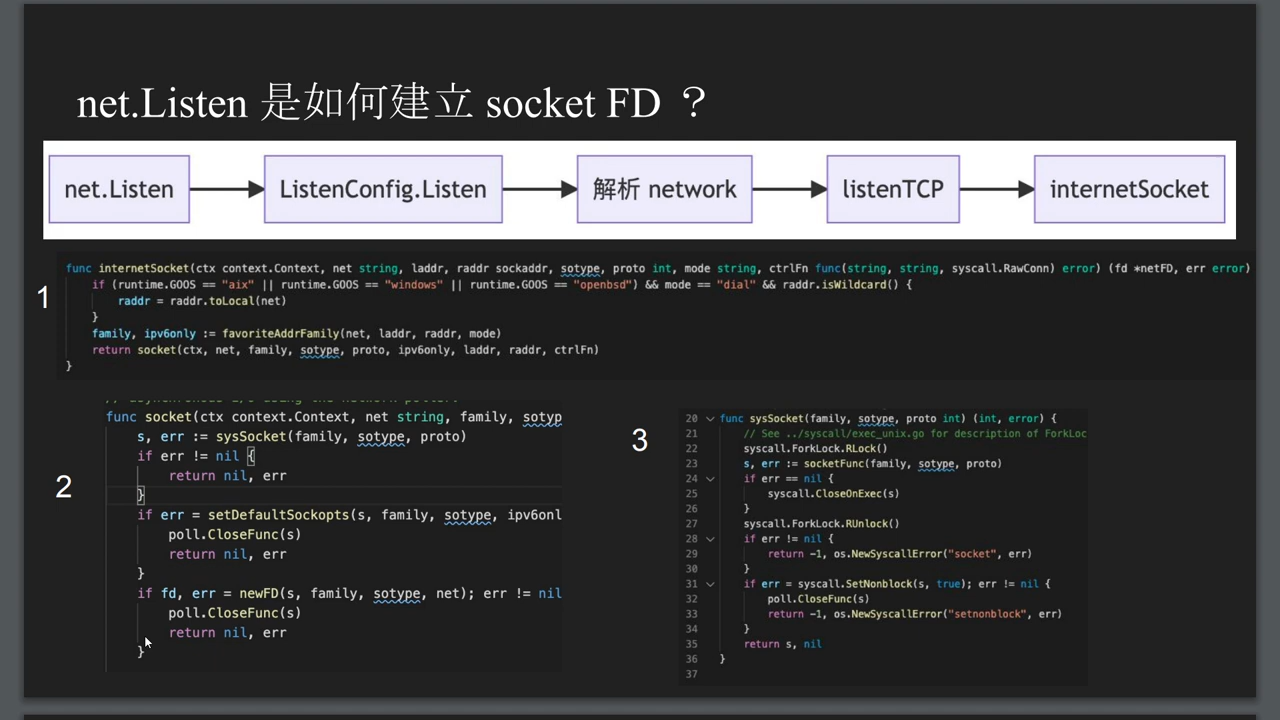 net.Listen 是如何建立 socket FD ？
net.Listen
ListenConfig.Listen
解析 network
listenTCP
internetSocket
1
func internetSocket(ctx context.Context, net string, laddr, raddr sockaddr, sotype, proto int, mode string, ctrlFn func(string, string, syscall.RawConn) error) (fd *netFD, err error)
if (runtime.GOOS == "aix" || runtime.GOOS == "windows" || runtime.GOOS == "openbsd") && mode == "dial" && raddr.isWildcard() {
raddr = raddr.toLocal(net)
}
family, ipv6only := favoriteAddrFamily(net, laddr, raddr, mode)
return socket(ctx, net, family, sotype, proto, ipv6only, laddr, raddr, ctrlFn)
}
2
func socket(ctx context.Context, net string, family, sotyp
s, err := sysSocket(family, sotype, proto)
if err != nil {
return nil, err
}
if err = setDefaultSockopts(s, family, sotype, ipv6onl
poll.CloseFunc(s)
return nil, err
}
if fd, err = newFD(s, family, sotype, net); err != nil
poll.CloseFunc(s)
return nil, err
}
3
20 func sysSocket(family, sotype, proto int) (int, error) {
21 // See ../syscall/exec_unix.go for description of ForkLoc
22 syscall.ForkLock.RLock()
23 s, err := socketFunc(family, sotype, proto)
24 if err == nil {
25 syscall.CloseOnExec(s)
26 }
27 syscall.ForkLock.RUnlock()
28 if err != nil {
29 return -1, os.NewSyscallError("socket", err)
30 }
31 if err = syscall.SetNonblock(s, true); err != nil {
32 poll.CloseFunc(s)
33 return -1, os.NewSyscallError("setnonblock", err)
34 }
35 return s, nil
36 }
37